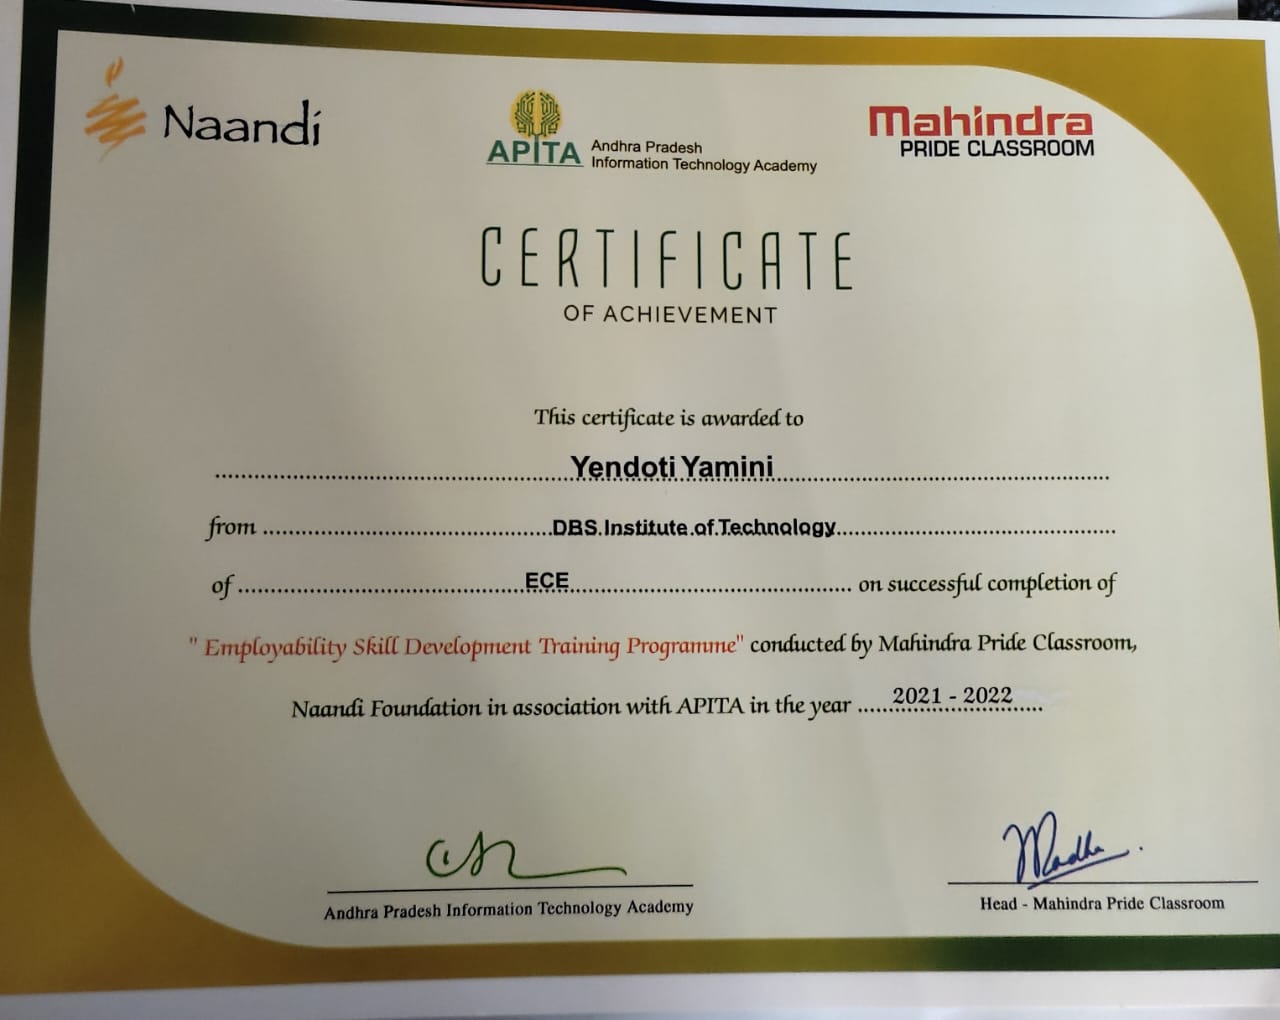 Naandi
APITA
Andhra Pradesh
Information Technology Academy
Mahindra
PRIDE CLASSROOM
CERTIFICATE
OF ACHIEVEMENT
This certificate is awarded to
Yendoti Yamini
from DBS Institute of Technology
of ECE on successful completion of
" Employability Skill Development Training Programme" conducted by Mahindra Pride Classroom,
Naandi Foundation in association with APITA in the year 2021 - 2022
Madhu
Andhra Pradesh Information Technology Academy
Head - Mahindra Pride Classroom